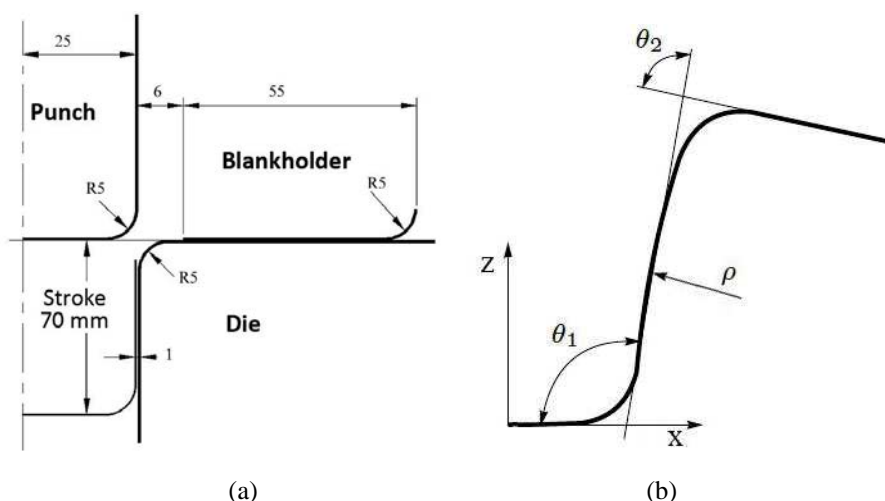 25
6
55
Punch
Blankholder
R5
R5
R5
Stroke
70 mm
Die
1
(a)
θ₂
Z
ρ
θ₁
X
(b)